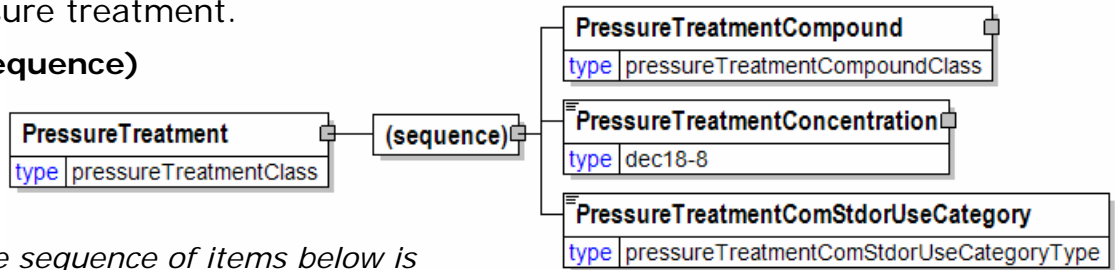 sure treatment.
equence)
PressureTreatment
type pressureTreatmentClass
(sequence)
PressureTreatmentCompound
type pressureTreatmentCompoundClass
PressureTreatmentConcentration
type dec18-8
PressureTreatmentComStdorUseCategory
type pressureTreatmentComStdorUseCategoryType
e sequence of items below is